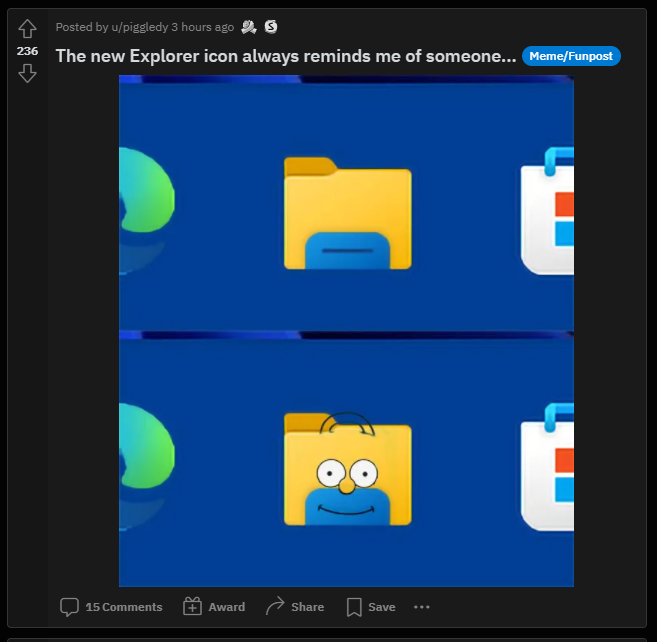 Posted by u/piggledy 3 hours ago
236
The new Explorer icon always reminds me of someone... Meme/Funpost
15 Comments Award Share Save ...